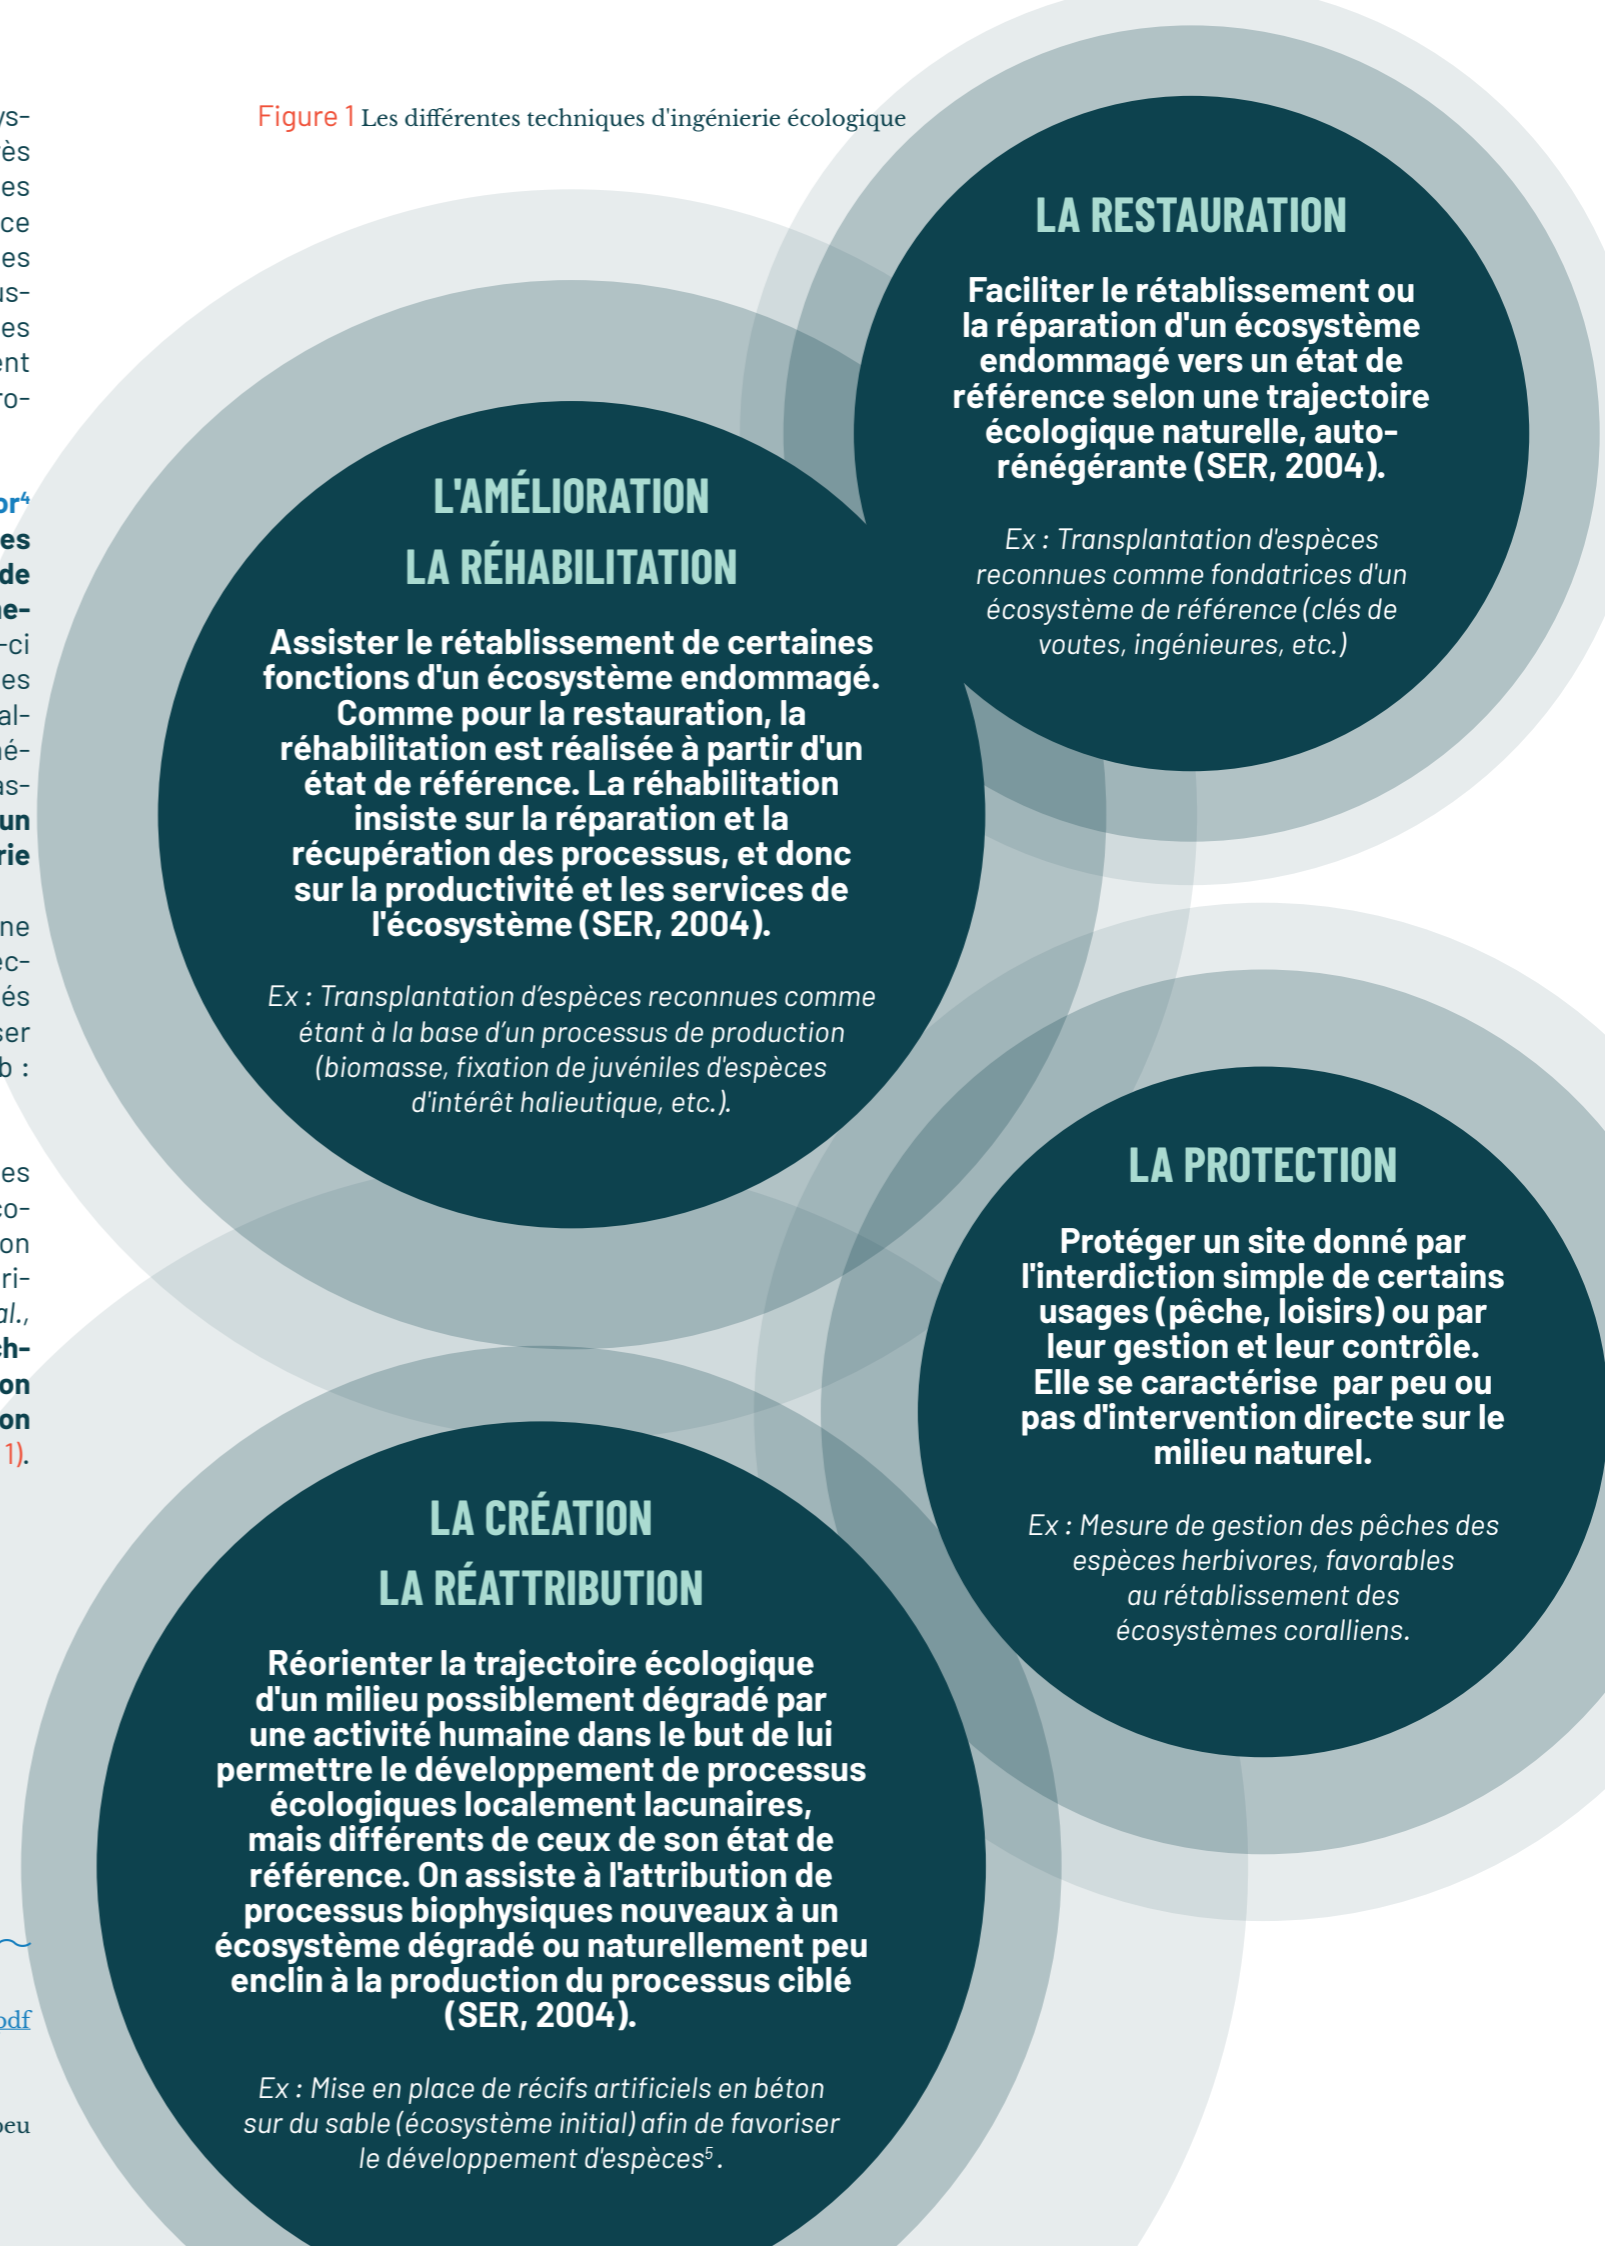 Figure 1 Les différentes techniques d'ingénierie écologique
LA RESTAURATION
Faciliter le rétablissement ou
la réparation d'un écosystème
endommagé vers un état de
référence selon une trajectoire
écologique naturelle, auto-
rénégérante (SER, 2004).
Ex : Transplantation d'espèces
reconnues comme fondatrices d'un
écosystème de référence (clés de
voutes, ingénieures, etc.)
L'AMÉLIORATION
LA RÉHABILITATION
Assister le rétablissement de certaines
fonctions d'un écosystème endommagé.
Comme pour la restauration, la
réhabilitation est réalisée à partir d'un
état de référence. La réhabilitation
insiste sur la réparation et la
récupération des processus, et donc
sur la productivité et les services de
l'écosystème (SER, 2004).
Ex : Transplantation d’espèces reconnues comme
étant à la base d’un processus de production
(biomasse, fixation de juvéniles d'espèces
d'intérêt halieutique, etc.).
LA PROTECTION
Protéger un site donné par
l'interdiction simple de certains
usages (pêche, loisirs) ou par
leur gestion et leur contrôle.
Elle se caractérise par peu ou
pas d'intervention directe sur le
milieu naturel.
Ex : Mesure de gestion des pêches des
espèces herbivores, favorables
au rétablissement des
écosystèmes coralliens.
LA CRÉATION
LA RÉATTRIBUTION
Réorienter la trajectoire écologique
d'un milieu possiblement dégradé par
une activité humaine dans le but de lui
permettre le développement de processus
écologiques localement lacunaires,
mais différents de ceux de son état de
référence. On assiste à l'attribution de
processus biophysiques nouveaux à un
écosystème dégradé ou naturellement peu
enclin à la production du processus ciblé
(SER, 2004).
Ex : Mise en place de récifs artificiels en béton
sur du sable (écosystème initial) afin de favoriser
le développement d'espèces⁵ .